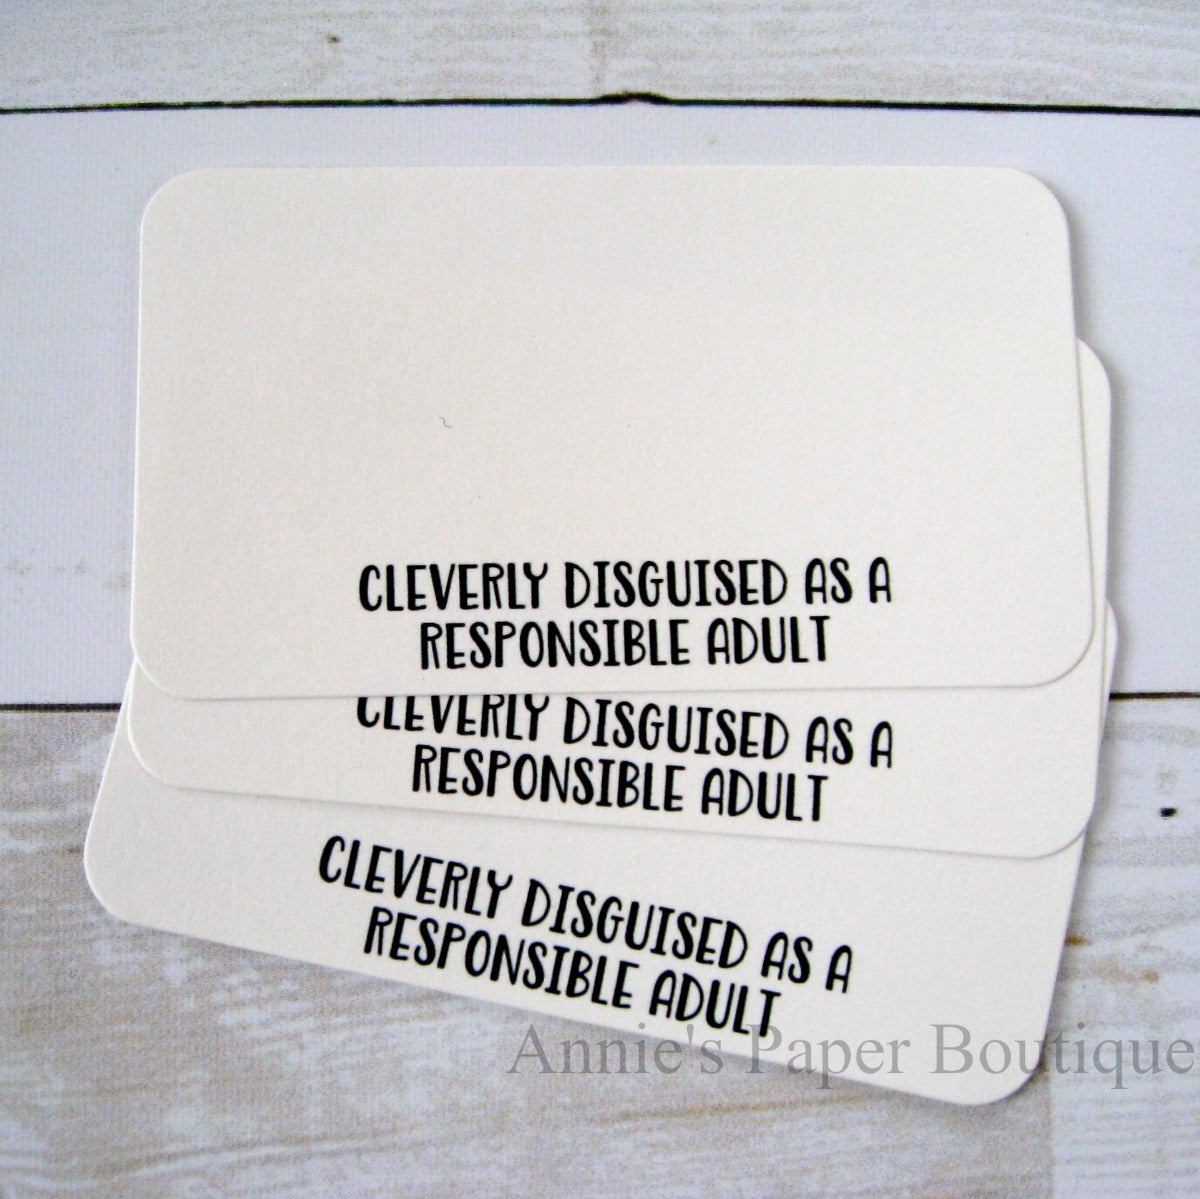 CLEVERLY DISGUISED AS A
RESPONSIBLE ADULT
CLEVERLY DISGUISED AS A
RESPONSIBLE ADULT
CLEVERLY DISGUISED AS A
RESPONSIBLE ADULT
Annie's Paper Boutique